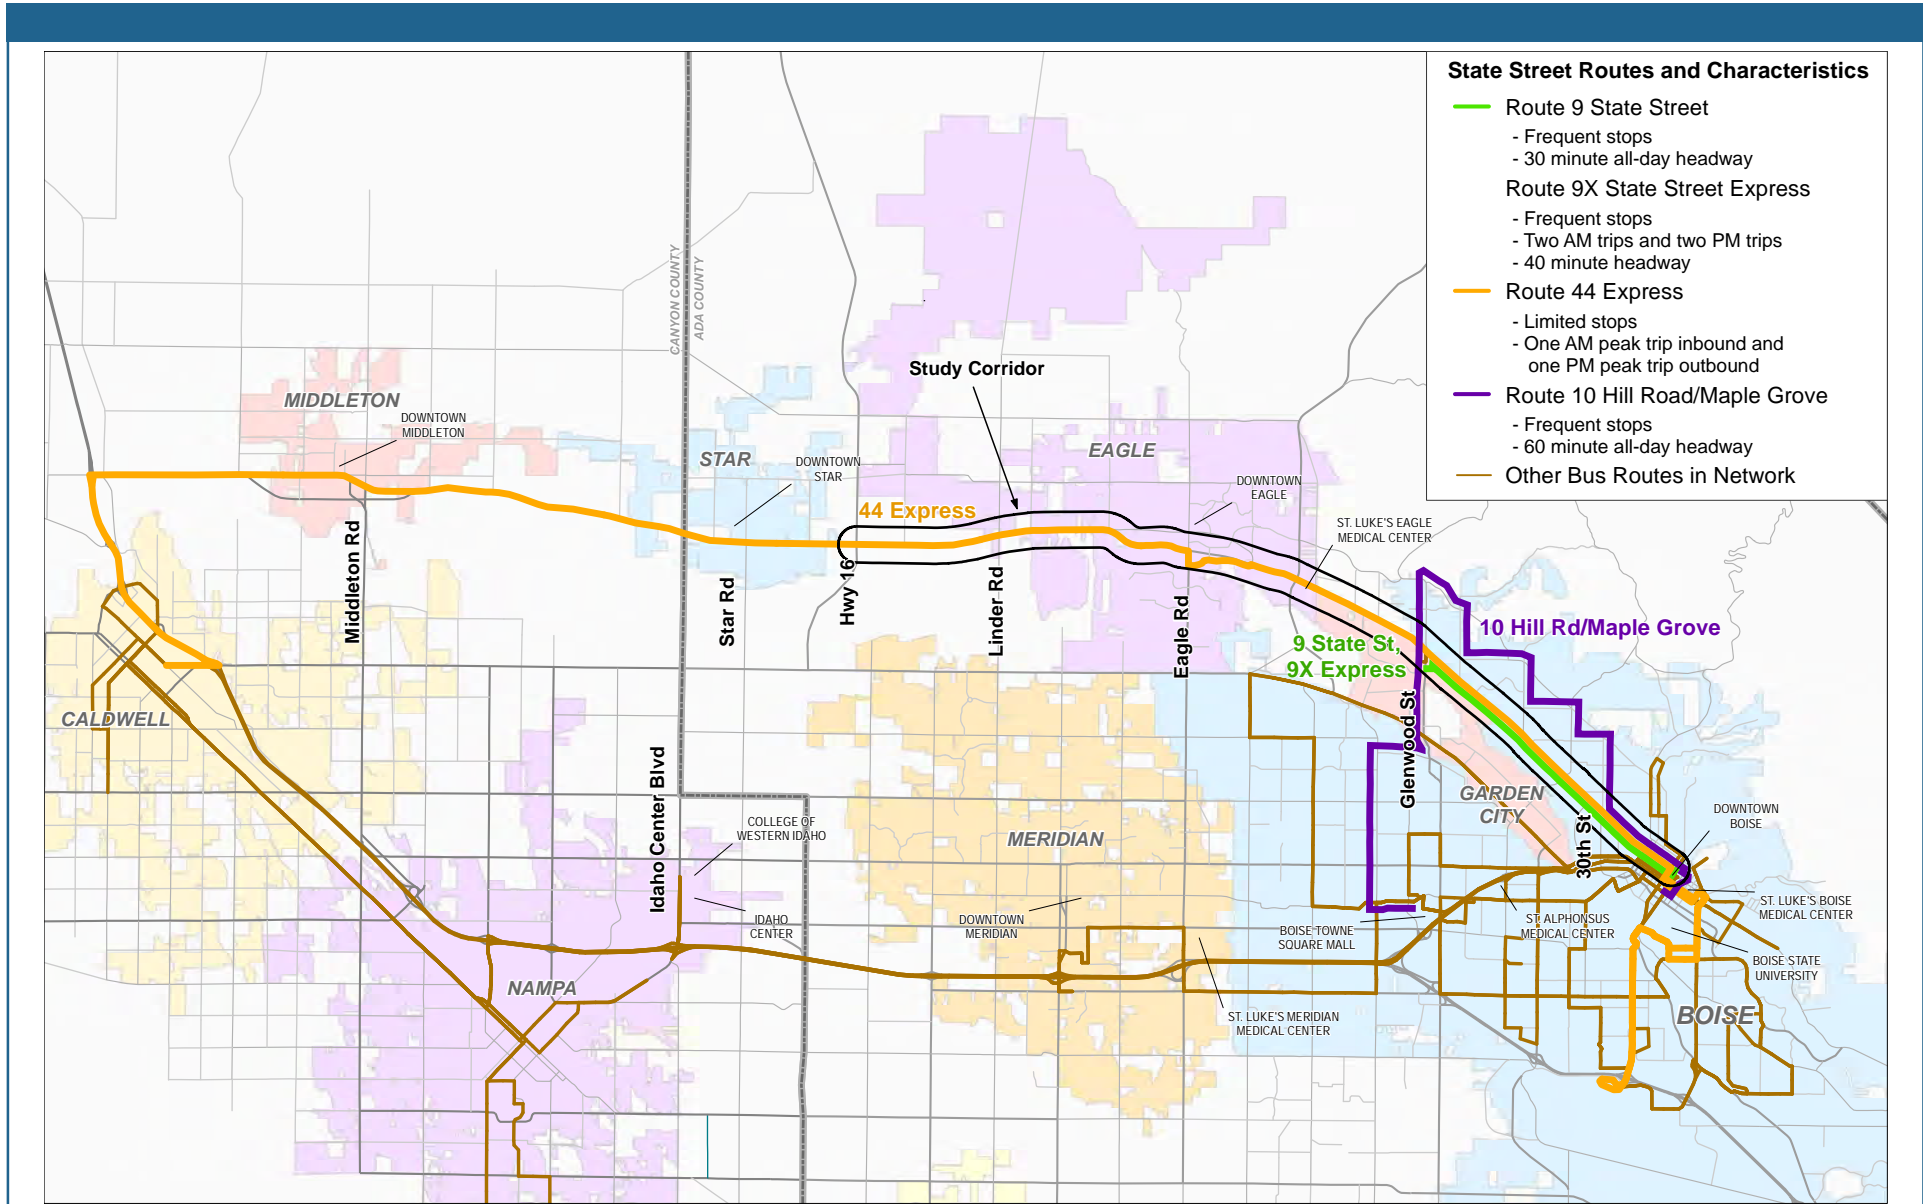 State Street Routes and Characteristics
Route 9 State Street
- Frequent stops
- 30 minute all-day headway
Route 9X State Street Express
- Frequent stops
- Two AM trips and two PM trips
- 40 minute headway
Route 44 Express
- Limited stops
- One AM peak trip inbound and
one PM peak trip outbound
Route 10 Hill Road/Maple Grove
- Frequent stops
- 60 minute all-day headway
Other Bus Routes in Network
CANYON COUNTY
ADA COUNTY
Study Corridor
MIDDLETON
DOWNTOWN
MIDDLETON
STAR
DOWNTOWN
STAR
EAGLE
DOWNTOWN
EAGLE
44 Express
ST. LUKE'S EAGLE
MEDICAL CENTER
Middleton Rd
Star Rd
Hwy 16
Linder Rd
Eagle Rd
9 State St,
9X Express
10 Hill Rd/Maple Grove
Glenwood St
CALDWELL
Idaho Center Blvd
COLLEGE OF
WESTERN IDAHO
MERIDIAN
GARDEN
CITY
30th St
DOWNTOWN
BOISE
IDAHO
CENTER
DOWNTOWN
MERIDIAN
BOISE TOWNE
SQUARE MALL
ST. ALPHONSUS
MEDICAL CENTER
ST. LUKE'S BOISE
MEDICAL CENTER
BOISE STATE
UNIVERSITY
NAMPA
ST. LUKE'S MERIDIAN
MEDICAL CENTER
BOISE